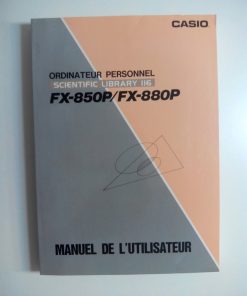 CASIO
ORDINATEUR PERSONNEL
SCIENTIFIC LIBRARY 116
FX-850P/FX-880P
MANUEL DE L'UTILISATEUR